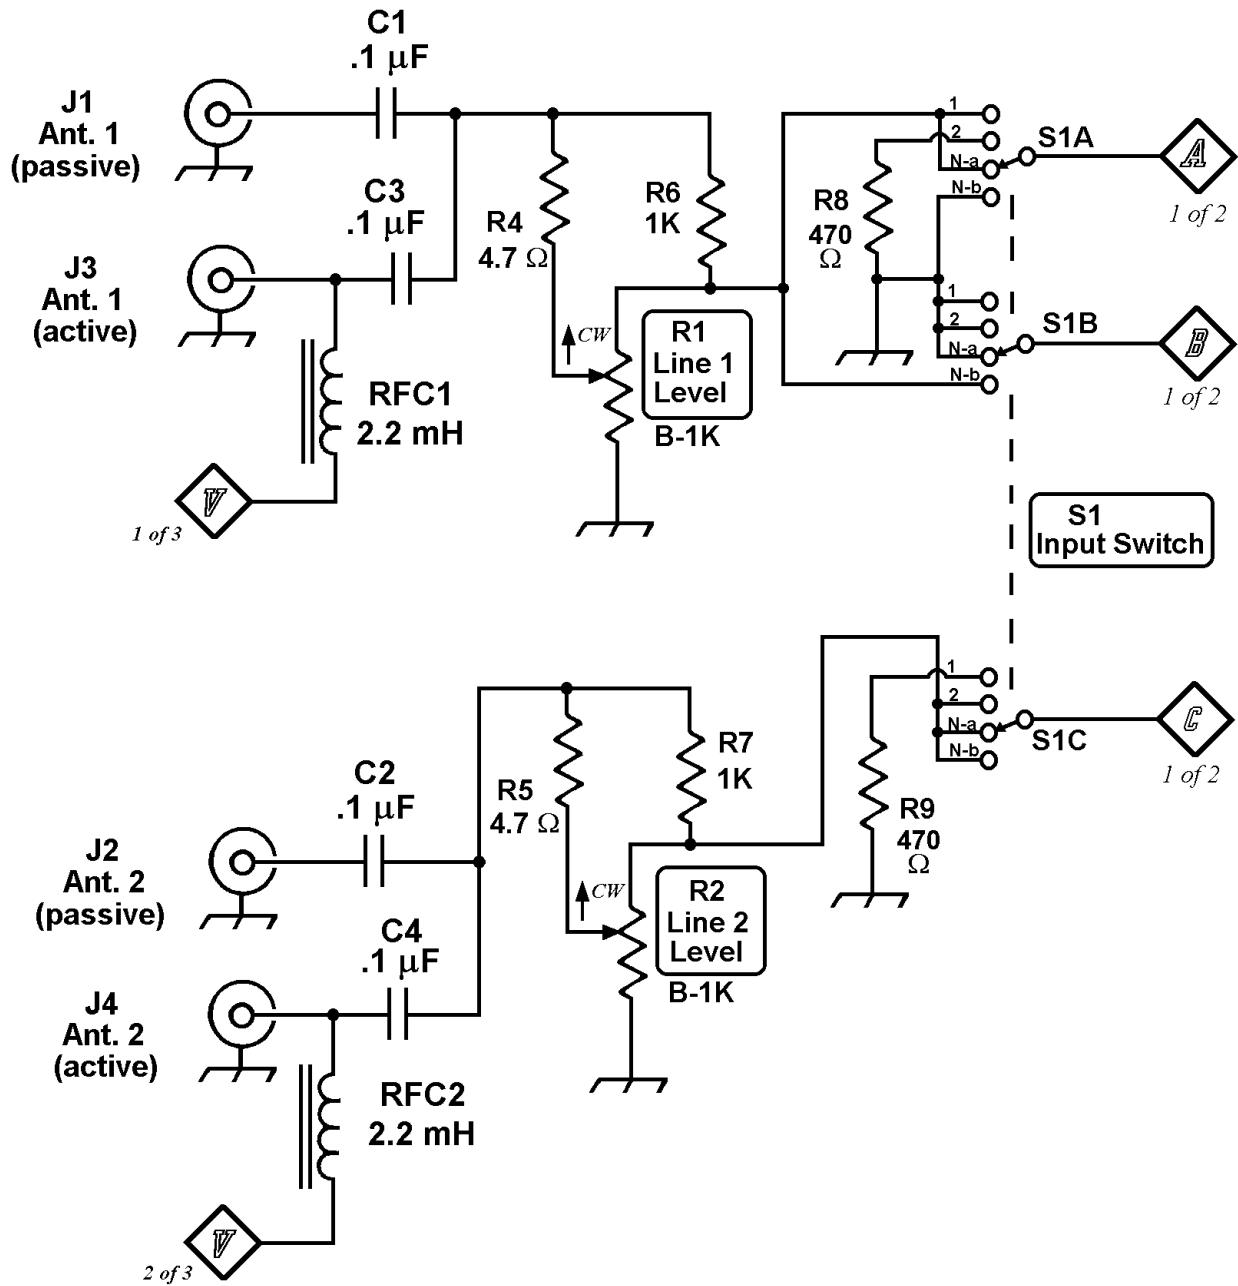 C1
.1 μF
J1
Ant. 1
(passive)
1
2
N-a
N-b
S1A
A
1 of 2
C3
.1 μF
R4
4.7 Ω
R6
1K
R8
470
Ω
J3
Ant. 1
(active)
1
2
N-a
N-b
S1B
B
1 of 2
CW
R1
Line 1
Level
B-1K
RFC1
2.2 mH
V
1 of 3
S1
Input Switch
1
2
N-a
N-b
S1C
C
1 of 2
C2
.1 μF
R5
4.7 Ω
R7
1K
R9
470
Ω
J2
Ant. 2
(passive)
CW
R2
Line 2
Level
B-1K
C4
.1 μF
J4
Ant. 2
(active)
RFC2
2.2 mH
V
2 of 3